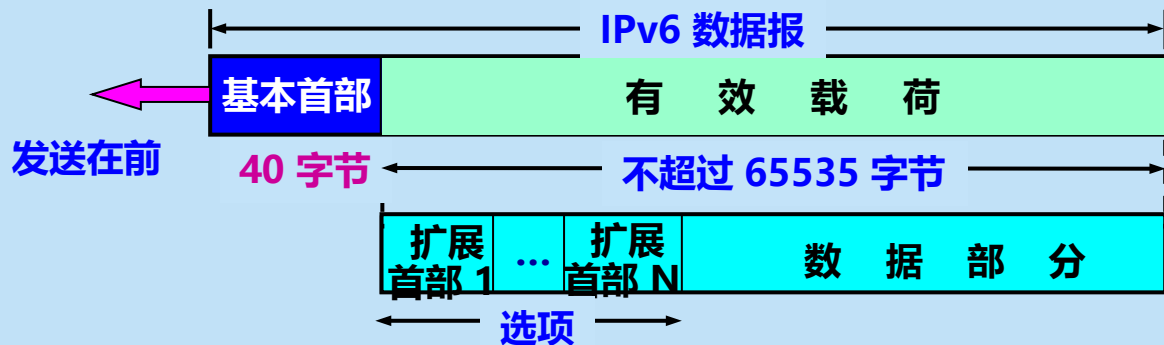 IPv6 数据报
基本首部
有 效 载 荷
发送在前
40 字节
不超过 65535 字节
扩展
首部 1
...
扩展
首部 N
数 据 部 分
选项